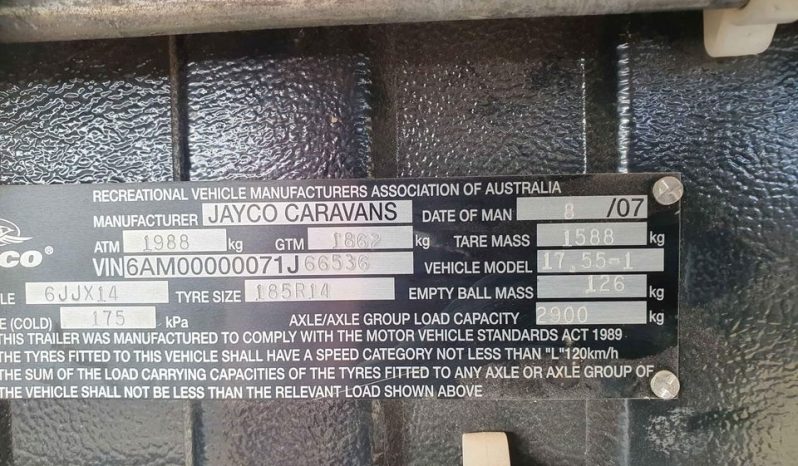 RECREATIONAL VEHICLE MANUFACTURERS ASSOCIATION OF AUSTRALIA
MANUFACTURER JAYCO CARAVANS DATE OF MAN 8 /07
CO ATM 1988 kg GTM 1862 kg TARE MASS 1588 kg
VIN 6AM00000071J66536 VEHICLE MODEL 17.55-1
LE 6JJX14 TYRE SIZE 185R14 EMPTY BALL MASS 126 kg
E (COLD) 175 kPa AXLE/AXLE GROUP LOAD CAPACITY 2900 kg
THIS TRAILER WAS MANUFACTURED TO COMPLY WITH THE MOTOR VEHICLE STANDARDS ACT 1989
THE TYRES FITTED TO THIS VEHICLE SHALL HAVE A SPEED CATEGORY NOT LESS THAN "L"120km/h
THE SUM OF THE LOAD CARRYING CAPACITIES OF THE TYRES FITTED TO ANY AXLE OR AXLE GROUP OF
THE VEHICLE SHALL NOT BE LESS THAN THE RELEVANT LOAD SHOWN ABOVE